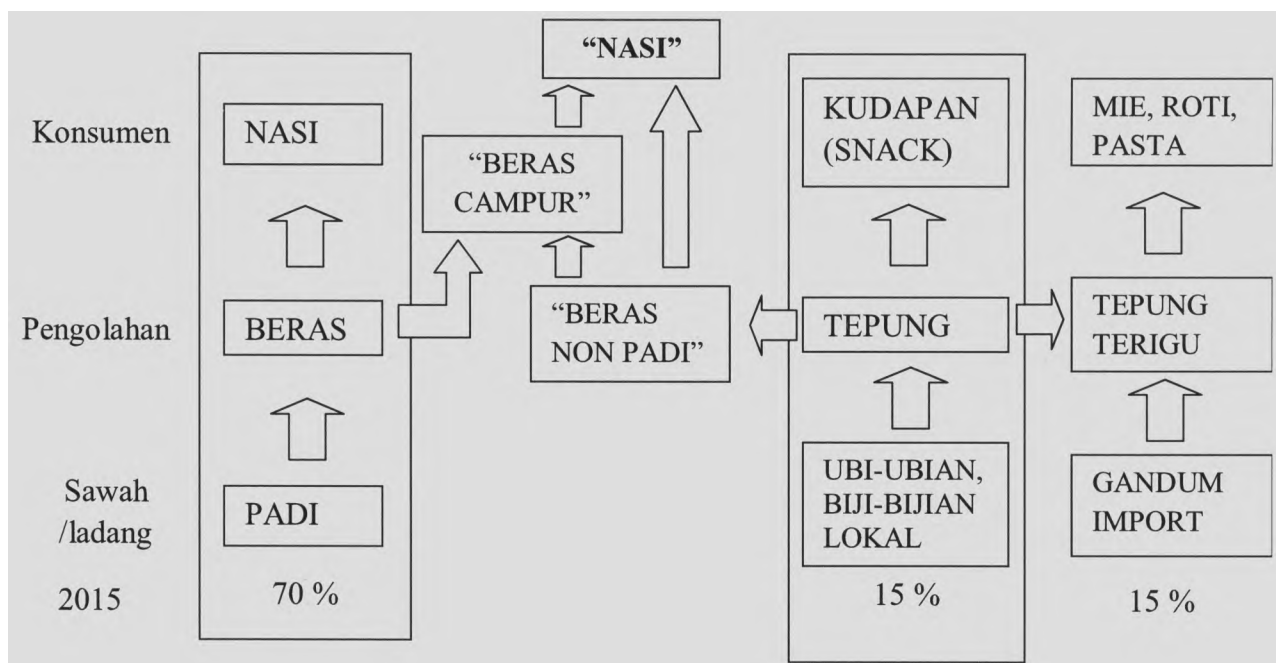 “NASI”
Konsumen
NASI
“BERAS
CAMPUR”
KUDAPAN
(SNACK)
MIE, ROTI,
PASTA
Pengolahan
BERAS
“BERAS
NON PADI”
TEPUNG
TEPUNG
TERIGU
Sawah
/ladang
PADI
UBI-UBIAN,
BIJI-BIJIAN
LOKAL
GANDUM
IMPORT
2015
70 %
15 %
15 %